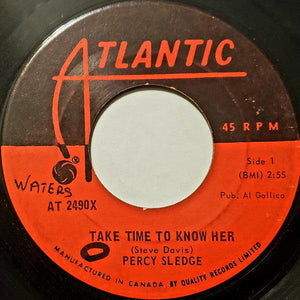 ATLANTIC
45 RPM
Side 1
(BMI) 2:55
WATERS
Pub. Al Gallico
AT 2490X
TAKE TIME TO KNOW HER
(Steve Davis)
PERCY SLEDGE
MANUFACTURED IN CANADA BY QUALITY RECORDS LIMITED